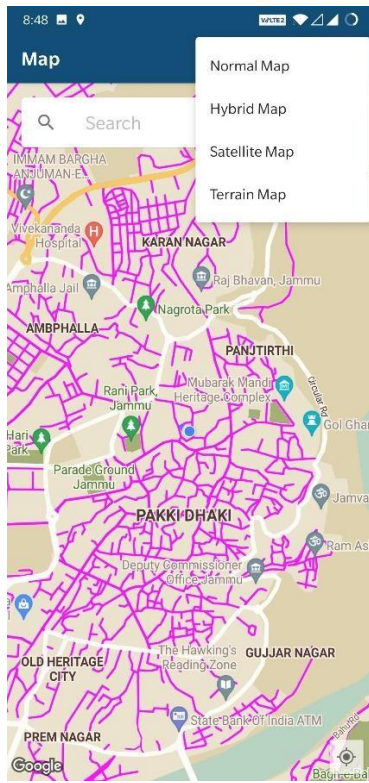 8:48
VoLTE2
Map
Normal Map
Hybrid Map
Satellite Map
Terrain Map
Search
IMMAM BARGHA
ANJUMAN-E...
Vivekananda
Hospital
KARAN NAGAR
Amphalla Jail
Raj Bhavan, Jammu
Nagrota Park
AMBPHALLA
PANJTIRTHI
Rani Park,
Jammu
Mubarak Mandi
Heritage Complex
Circular Rd
Gol Ghar
Hari
Park
Parade Ground
Jammu
Jamva
PAKKI DHAKI
Ram As
Deputy Commissioner
Office Jammu
The Hawking's
Reading Zone
GUJJAR NAGAR
OLD HERITAGE
CITY
State Bank Of India ATM
Bahu Rd
PREM NAGAR
Google